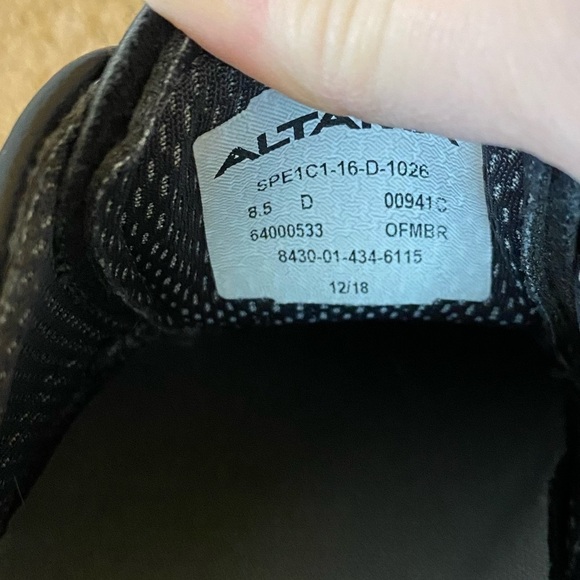 SPE1C1-16-D-1026
8.5 D 00941C
64000533 OFMBR
8430-01-434-6115
12/18